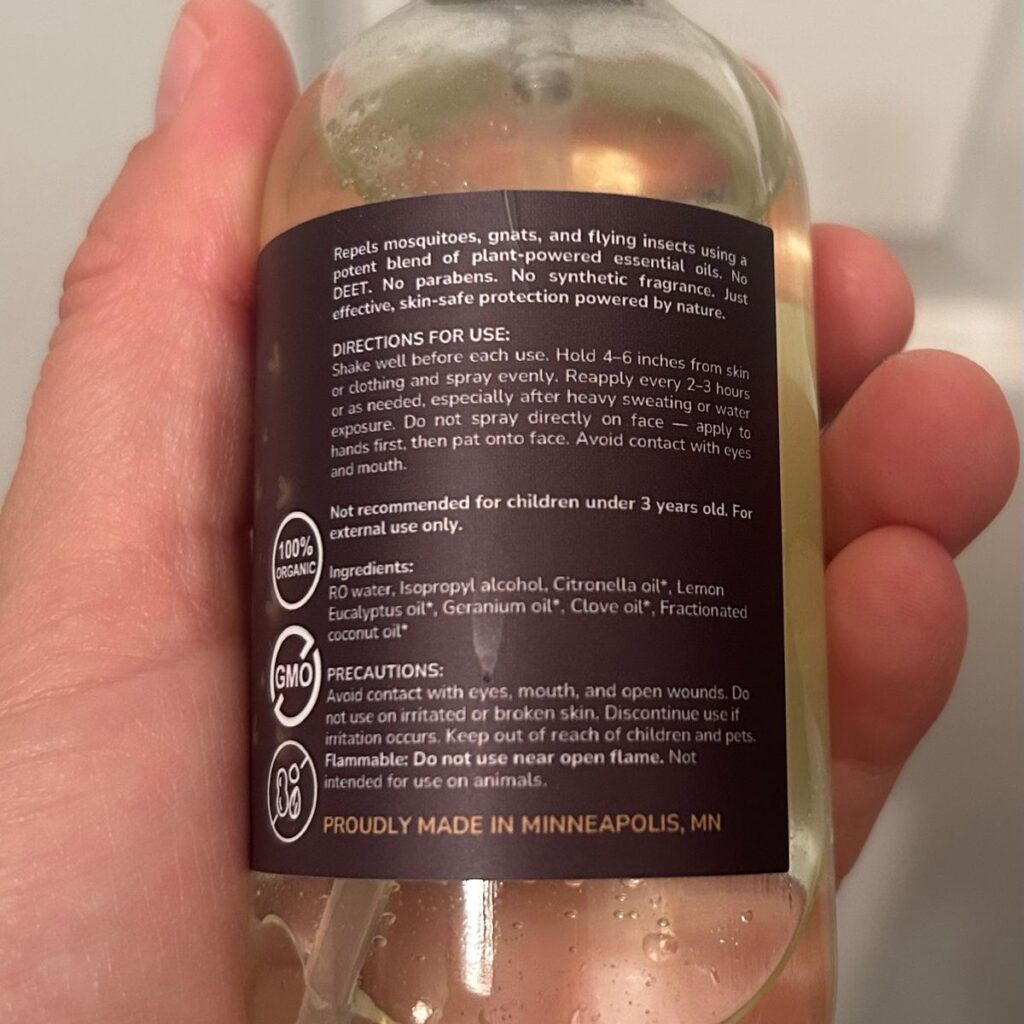 Repels mosquitoes, gnats, and flying insects using a
potent blend of plant-powered essential oils. No
DEET. No parabens. No synthetic fragrance. Just
effective, skin-safe protection powered by nature.
DIRECTIONS FOR USE:
Shake well before each use. Hold 4–6 inches from skin
or clothing and spray evenly. Reapply every 2–3 hours
or as needed, especially after heavy sweating or water
exposure. Do not spray directly on face — apply to
hands first, then pat onto face. Avoid contact with eyes
and mouth.
Not recommended for children under 3 years old. For
external use only.
100%
ORGANIC
Ingredients:
RO water, Isopropyl alcohol, Citronella oil*, Lemon
Eucalyptus oil*, Geranium oil*, Clove oil*, Fractionated
coconut oil*
GMO
PRECAUTIONS:
Avoid contact with eyes, mouth, and open wounds. Do
not use on irritated or broken skin. Discontinue use if
irritation occurs. Keep out of reach of children and pets.
Flammable: Do not use near open flame. Not
intended for use on animals.
PROUDLY MADE IN MINNEAPOLIS, MN